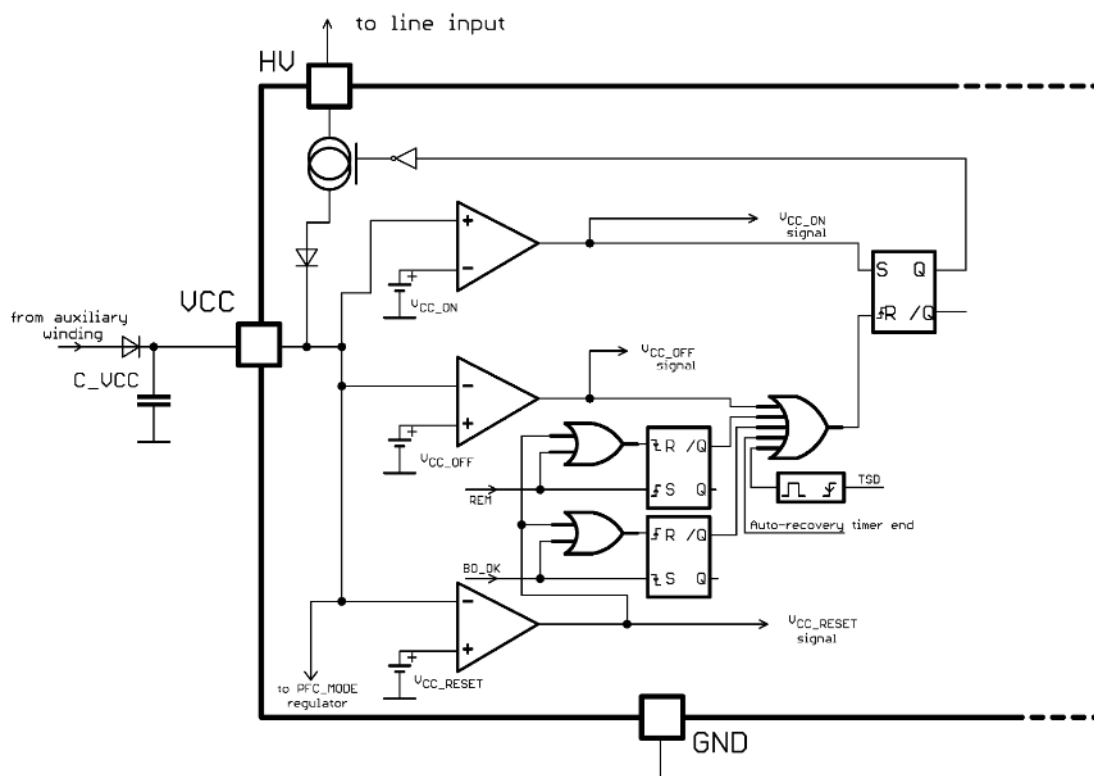 to line input
HV
VCC_ON
signal
+
-
+
VCC_ON
S Q
R /Q
VCC
from auxiliary
winding
C_VCC
VCC_OFF
signal
-
+
+
VCC_OFF
R /Q
S Q
REM
TSD
Auto-recovery timer end
R /Q
S Q
BO_OK
-
+
+
VCC_RESET
VCC_RESET
signal
to PFC_MODE
regulator
GND